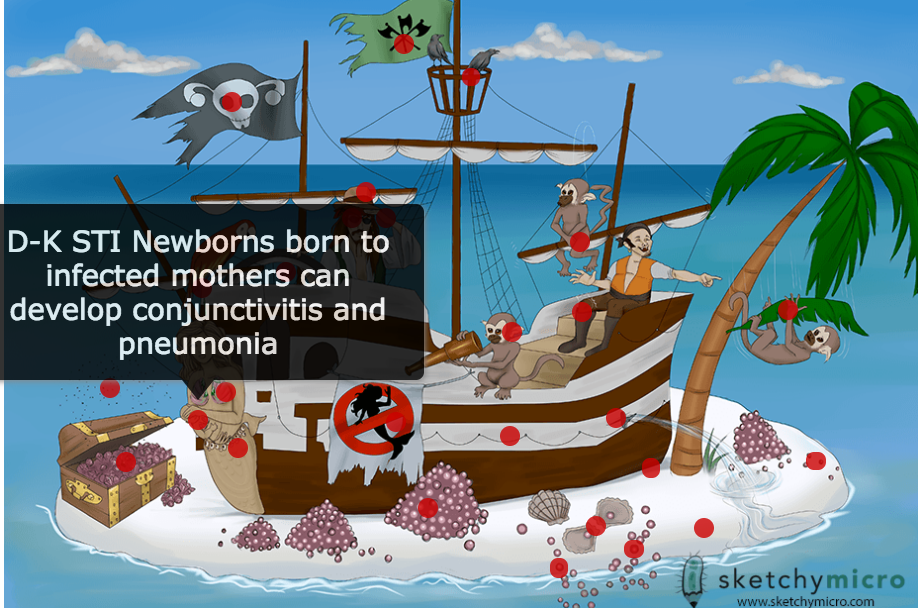 D-K STI Newborns born to
infected mothers can
develop conjunctivitis and
pneumonia
sketchymicro
www.sketchymicro.com